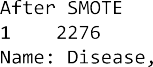 After SMOTE
1     2276
Name: Disease,